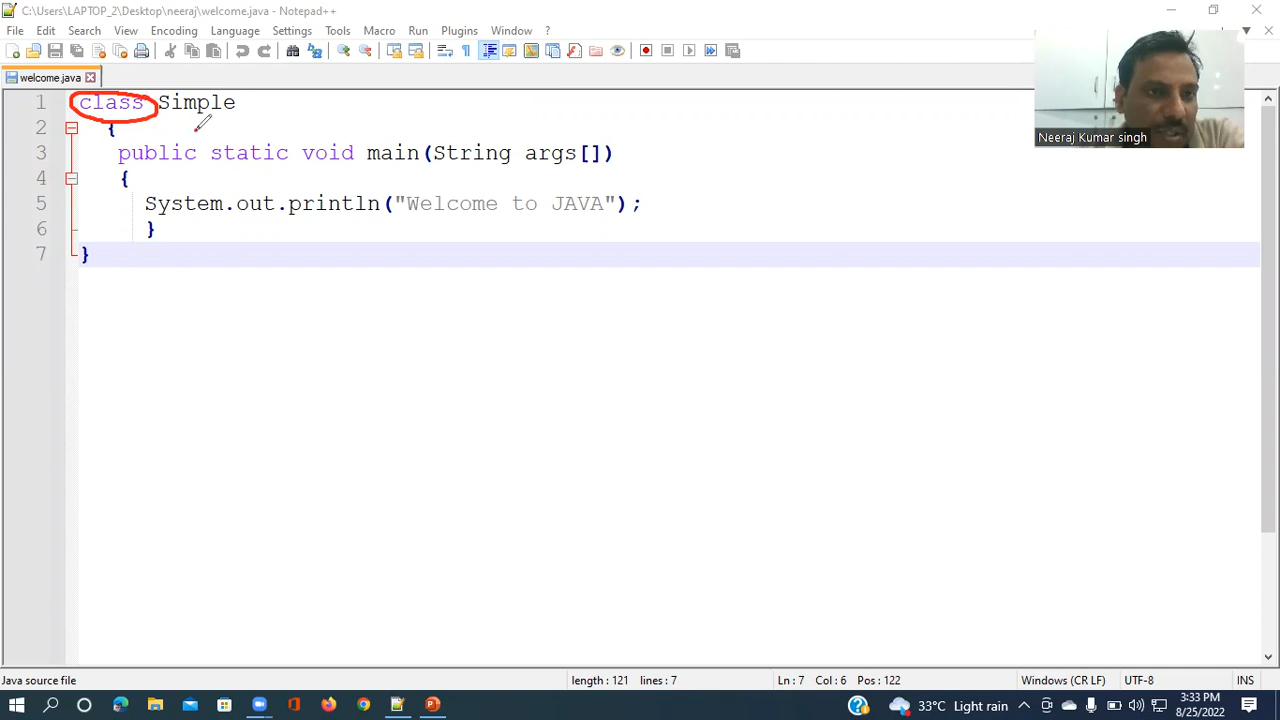 C:\Users\LAPTOP_2\Desktop\neeraj\welcome.java - Notepad++
File Edit Search View Encoding Language Settings Tools Macro Run Plugins Window ?
welcome.java
1 class Simple
2 {
3 public static void main(String args[])
4 {
5 System.out.println("Welcome to JAVA");
6 }
7 }
Neeraj Kumar singh
Java source file length : 121 lines : 7 Ln : 7 Col : 6 Pos : 122 Windows (CR LF) UTF-8 INS
33°C Light rain
3:33 PM
8/25/2022